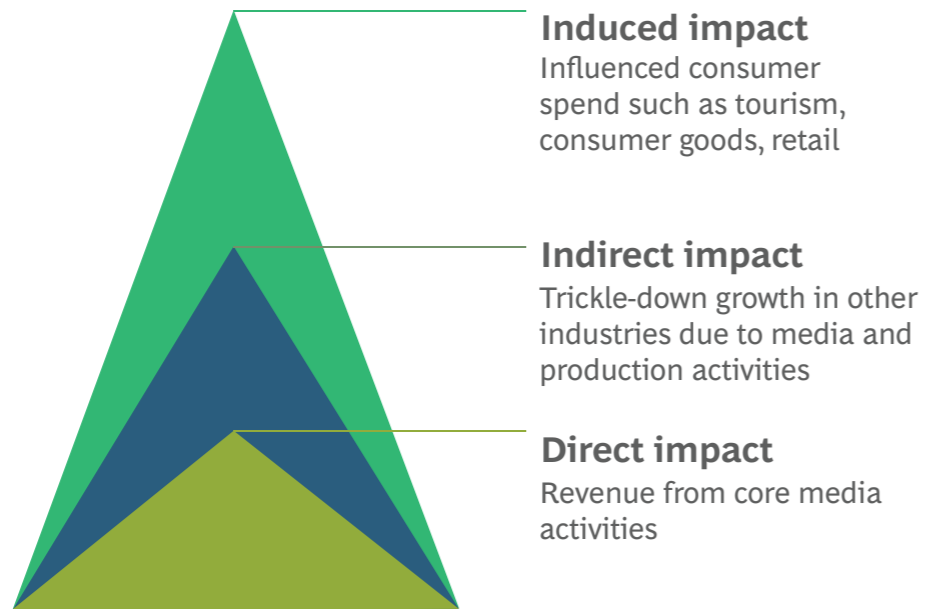 Induced impact
Influenced consumer
spend such as tourism,
consumer goods, retail
Indirect impact
Trickle-down growth in other
industries due to media and
production activities
Direct impact
Revenue from core media
activities